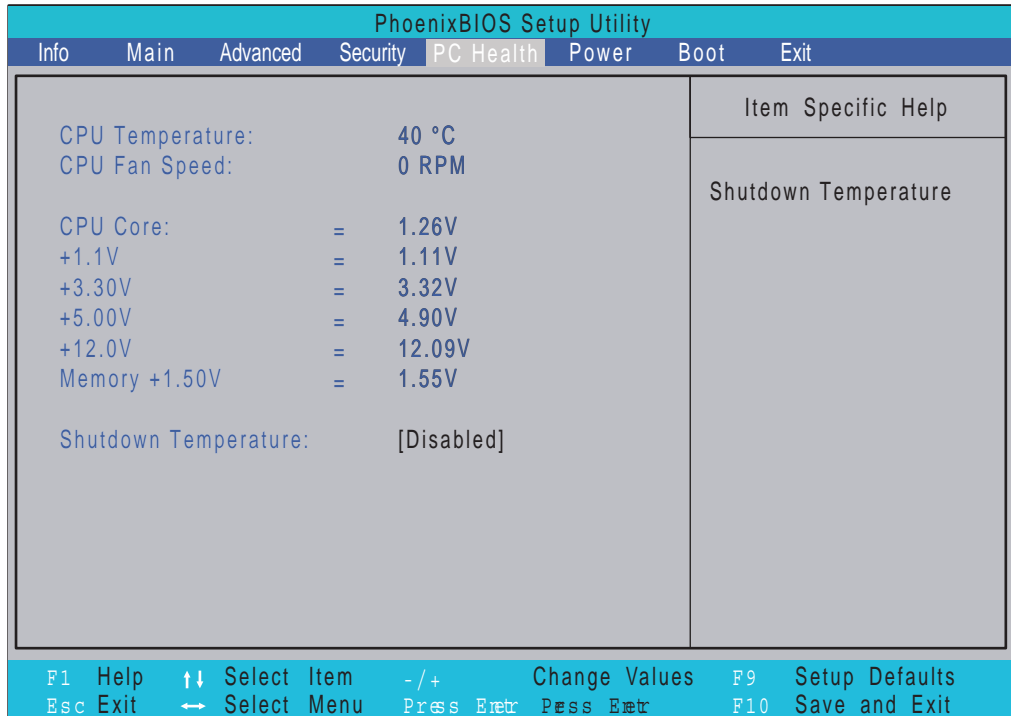 PhoenixBIOS Setup Utility
Info Main Advanced Security PC Health Power Boot Exit
Item Specific Help
CPU Temperature: 40 °C
CPU Fan Speed: 0 RPM
Shutdown Temperature
CPU Core: = 1.26V
+1.1V = 1.11V
+3.30V = 3.32V
+5.00V = 4.90V
+12.0V = 12.09V
Memory +1.50V = 1.55V
Shutdown Temperature: [Disabled]
F1 Help ↑↓ Select Item -/+ Change Values F9 Setup Defaults
Esc Exit ↔ Select Menu Press F10 Save and Exit